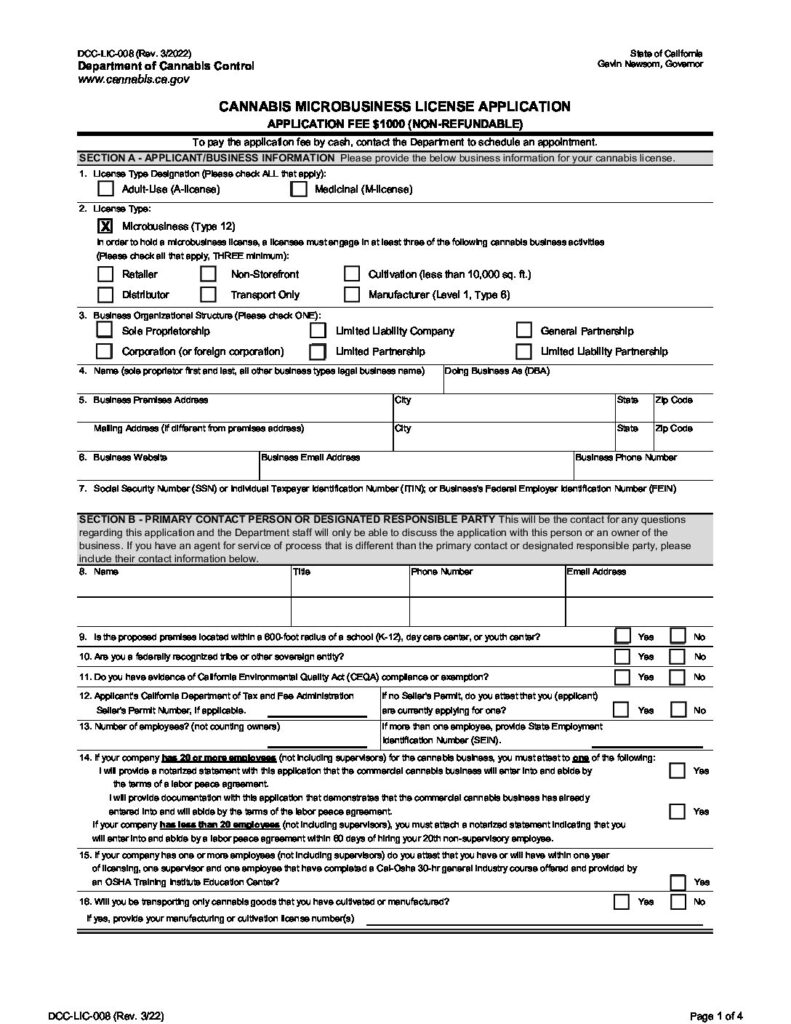 DCC-LIC-008 (Rev. 3/2022)
State of California
Department of Cannabis Control
Gavin Newsom, Governor
www.cannabis.ca.gov
CANNABIS MICROBUSINESS LICENSE APPLICATION
APPLICATION FEE $1000 (NON-REFUNDABLE)
To pay the application fee by cash, contact the Department to schedule an appointment.
SECTION A - APPLICANT/BUSINESS INFORMATION Please provide the below business information for your cannabis license.
1. License Type Designation (Please check ALL that apply):
Adult-Use (A-license) Medicinal (M-license)
2. License Type:
X Microbusiness (Type 12)
In order to hold a microbusiness license, a licensee must engage in at least three of the following cannabis business activities
(Please check all that apply, THREE minimum):
Retailer Non-Storefront Cultivation (less than 10,000 sq. ft.)
Distributor Transport Only Manufacturer (Level 1, Type 6)
3. Business Organizational Structure (Please check ONE):
Sole Proprietorship Limited Liability Company General Partnership
Corporation (or foreign corporation) Limited Partnership Limited Liability Partnership
4. Name (sole proprietor first and last, all other business types legal business name) Doing Business As (DBA)
5. Business Premises Address City State Zip Code
Mailing Address (if different from premises address) City State Zip Code
6. Business Website Business Email Address Business Phone Number
7. Social Security Number (SSN) or Individual Taxpayer Identification Number (ITIN); or Business's Federal Employer Identification Number (FEIN)
SECTION B - PRIMARY CONTACT PERSON OR DESIGNATED RESPONSIBLE PARTY This will be the contact for any questions
regarding this application and the Department staff will only be able to discuss the application with this person or an owner of the
business. If you have an agent for service of process that is different than the primary contact or designated responsible party, please
include their contact information below.
8. Name Title Phone Number Email Address
9. Is the proposed premises located within a 600-foot radius of a school (K-12), day care center, or youth center? Yes No
10. Are you a federally recognized tribe or other sovereign entity? Yes No
11. Do you have evidence of California Environmental Quality Act (CEQA) compliance or exemption? Yes No
12. Applicant's California Department of Tax and Fee Administration If no Seller's Permit, do you attest that you (applicant)
Seller's Permit Number, if applicable. are currently applying for one? Yes No
13. Number of employees? (not counting owners) If more than one employee, provide State Employment
Identification Number (SEIN).
14. If your company has 20 or more employees (not including supervisors) for the cannabis business, you must attest to one of the following:
I will provide a notarized statement with this application that the commercial cannabis business will enter into and abide by Yes
the terms of a labor peace agreement.
I will provide documentation with this application that demonstrates that the commercial cannabis business has already
entered into and will abide by the terms of the labor peace agreement. Yes
If your company has less than 20 employees (not including supervisors), you must attach a notarized statement indicating that you
will enter into and abide by a labor peace agreement within 60 days of hiring your 20th non-supervisory employee.
15. If your company has one or more employees (not including supervisors) do you attest that you have or will have within one year
of licensing, one supervisor and one employee that have completed a Cal-Osha 30-hr general industry course offered and provided by
an OSHA Training Institute Education Center? Yes
16. Will you be transporting only cannabis goods that you have cultivated or manufactured? Yes No
If yes, provide your manufacturing or cultivation license number(s)
DCC-LIC-008 (Rev. 3/22)
Page 1 of 4